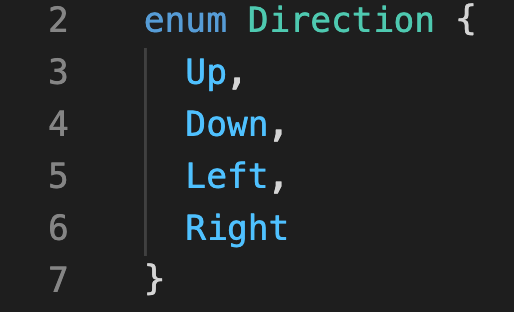 2 enum Direction {
3 Up,
4 Down,
5 Left,
6 Right
7 }